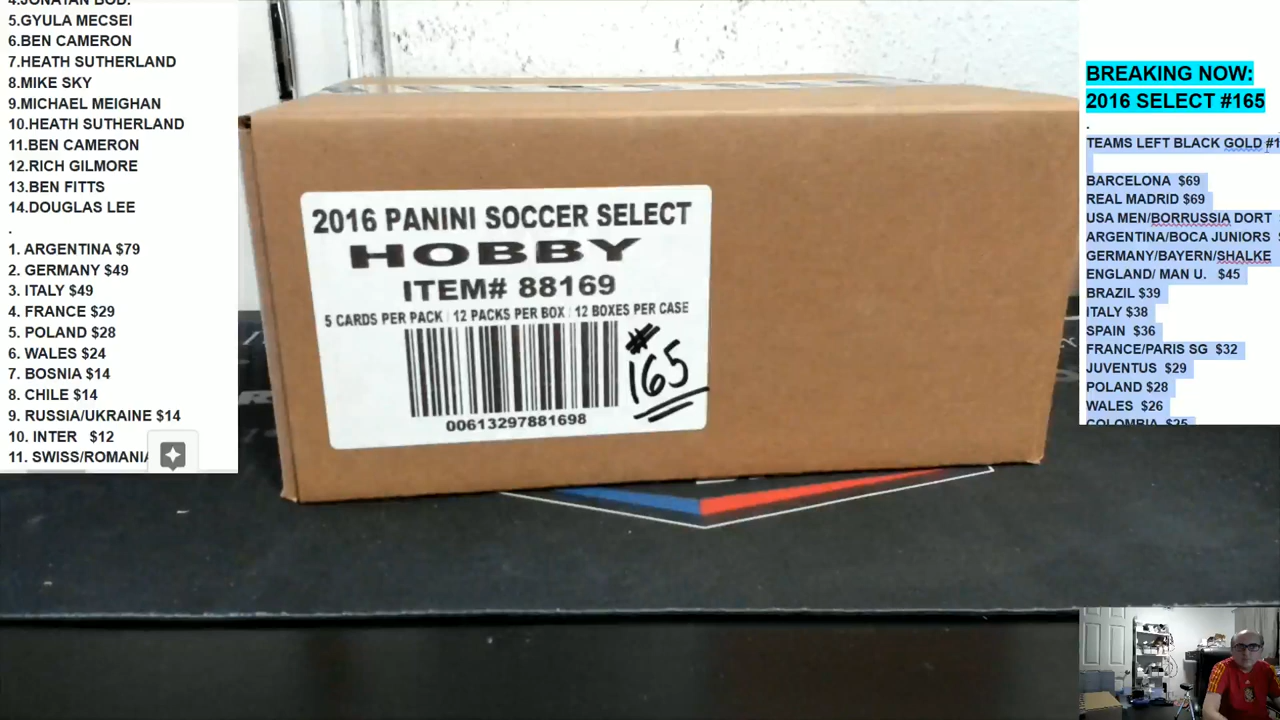 5.GYULA MECSEI
6.BEN CAMERON
7.HEATH SUTHERLAND
8.MIKE SKY
9.MICHAEL MEIGHAN
10.HEATH SUTHERLAND
11.BEN CAMERON
12.RICH GILMORE
13.BEN FITTS
14.DOUGLAS LEE
.
1. ARGENTINA $79
2. GERMANY $49
3. ITALY $49
4. FRANCE $29
5. POLAND $28
6. WALES $24
7. BOSNIA $14
8. CHILE $14
9. RUSSIA/UKRAINE $14
10. INTER $12
11. SWISS/ROMANIA
2016 PANINI SOCCER SELECT
HOBBY
ITEM# 88169
5 CARDS PER PACK / 12 PACKS PER BOX / 12 BOXES PER CASE
#165
00613297881698
BREAKING NOW:
2016 SELECT #165
.
TEAMS LEFT BLACK GOLD #1
BARCELONA $69
REAL MADRID $69
USA MEN/BORRUSSIA DORT
ARGENTINA/BOCA JUNIORS
GERMANY/BAYERN/SHALKE
ENGLAND/ MAN U. $45
BRAZIL $39
ITALY $38
SPAIN $36
FRANCE/PARIS SG $32
JUVENTUS $29
POLAND $28
WALES $26
COLOMBIA $25